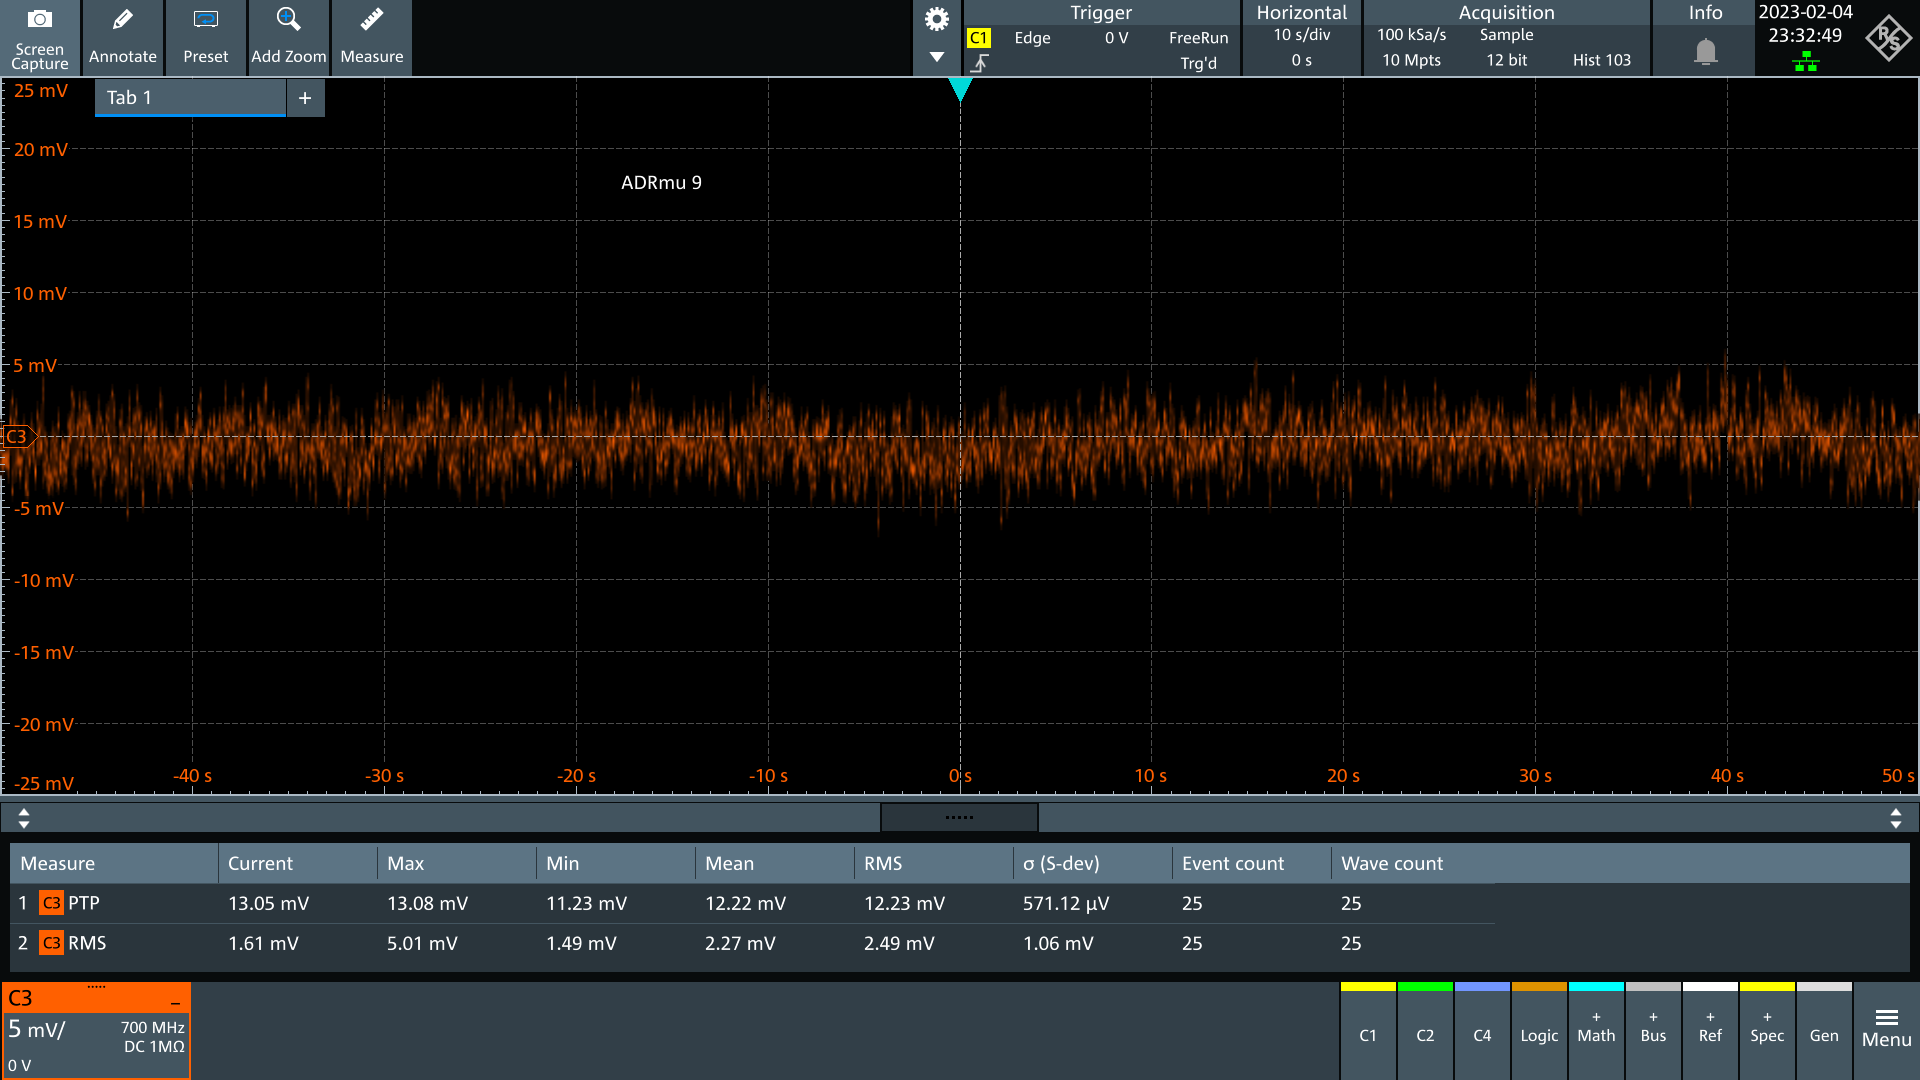 Screen
Capture
Annotate
Preset
Add Zoom
Measure
Trigger
C1 Edge 0 V FreeRun
Trg'd
Horizontal
10 s/div
0 s
Acquisition
100 kSa/s Sample
10 Mpts 12 bit Hist 103
Info
2023-02-04
23:32:49
R S
Tab 1 +
25 mV
20 mV
15 mV
10 mV
5 mV
C3
-5 mV
-10 mV
-15 mV
-20 mV
-25 mV
ADRmu 9
-40 s -30 s -20 s -10 s 0 s 10 s 20 s 30 s 40 s 50 s
Measure Current Max Min Mean RMS σ (S-dev) Event count Wave count
1 C3 PTP 13.05 mV 13.08 mV 11.23 mV 12.22 mV 12.23 mV 571.12 µV 25 25
2 C3 RMS 1.61 mV 5.01 mV 1.49 mV 2.27 mV 2.49 mV 1.06 mV 25 25
C3
5 mV/ 700 MHz
DC 1MΩ
0 V
C1
C2
C4
Logic
+
Math
+
Bus
+
Ref
+
Spec
Gen
Menu